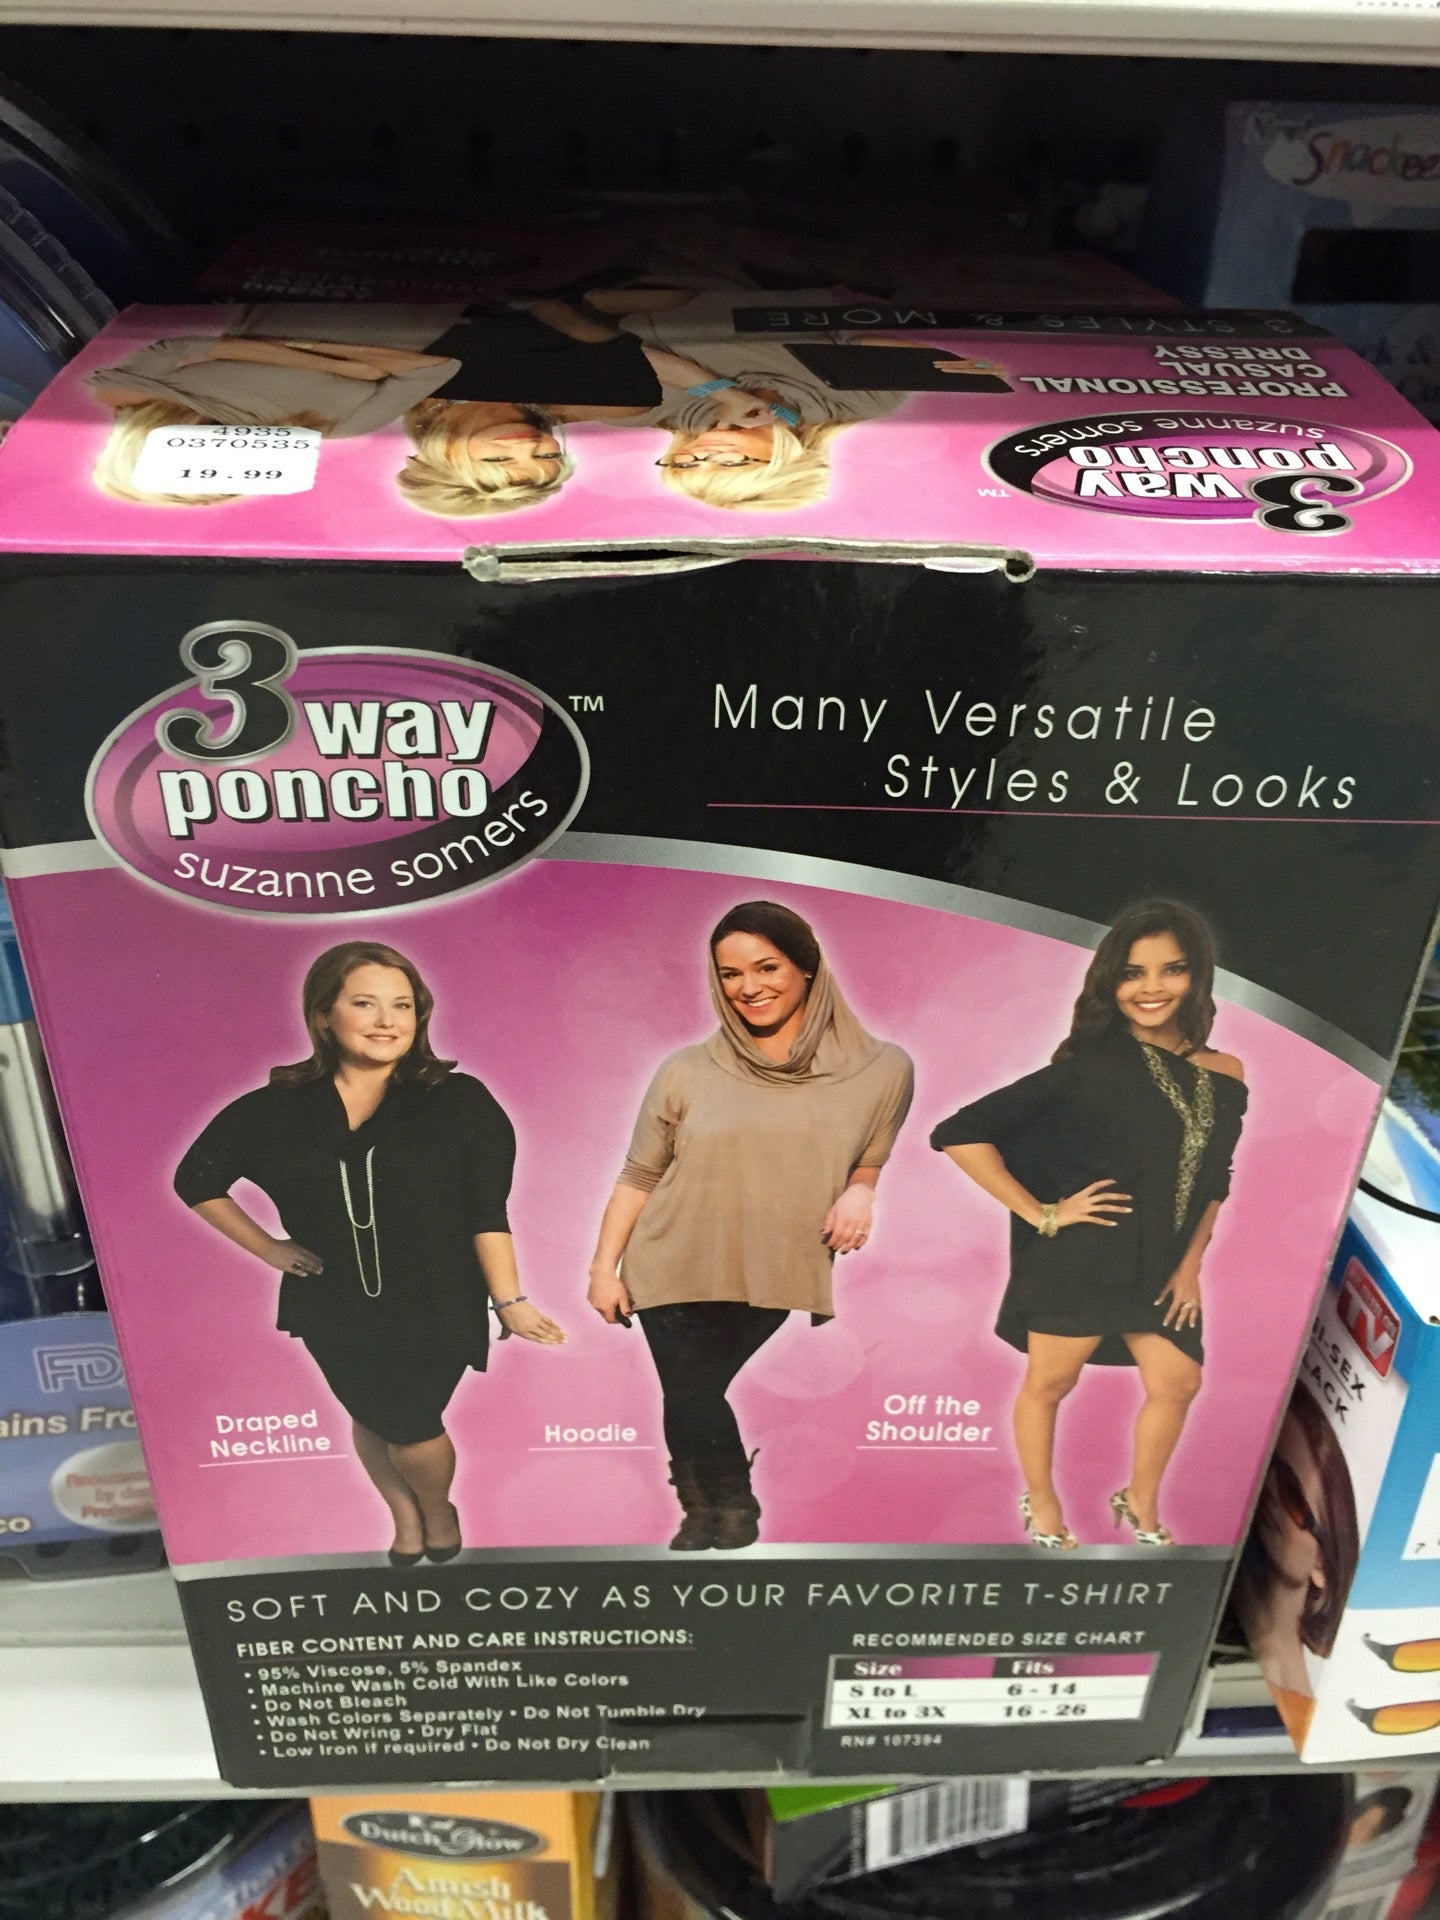 Snackeez
3 STYLES & MORE
PROFESSIONAL
CASUAL
DRESSY
3 way
poncho
suzanne somers
TM
4935
0370535
19.99
3 way
poncho
suzanne somers
TM
Many Versatile
Styles & Looks
Draped
Neckline
Hoodie
Off the
Shoulder
SOFT AND COZY AS YOUR FAVORITE T-SHIRT
FIBER CONTENT AND CARE INSTRUCTIONS:
• 95% Viscose, 5% Spandex
• Machine Wash Cold With Like Colors
• Do Not Bleach
• Wash Colors Separately • Do Not Tumble Dry
• Do Not Wring • Dry Flat
• Low Iron if required • Do Not Dry Clean
RECOMMENDED SIZE CHART
Size Fits
S to L 6 - 14
XL to 3X 16 - 26
RN# 107394
TV
Dutch Glow
Amish
Wood Milk